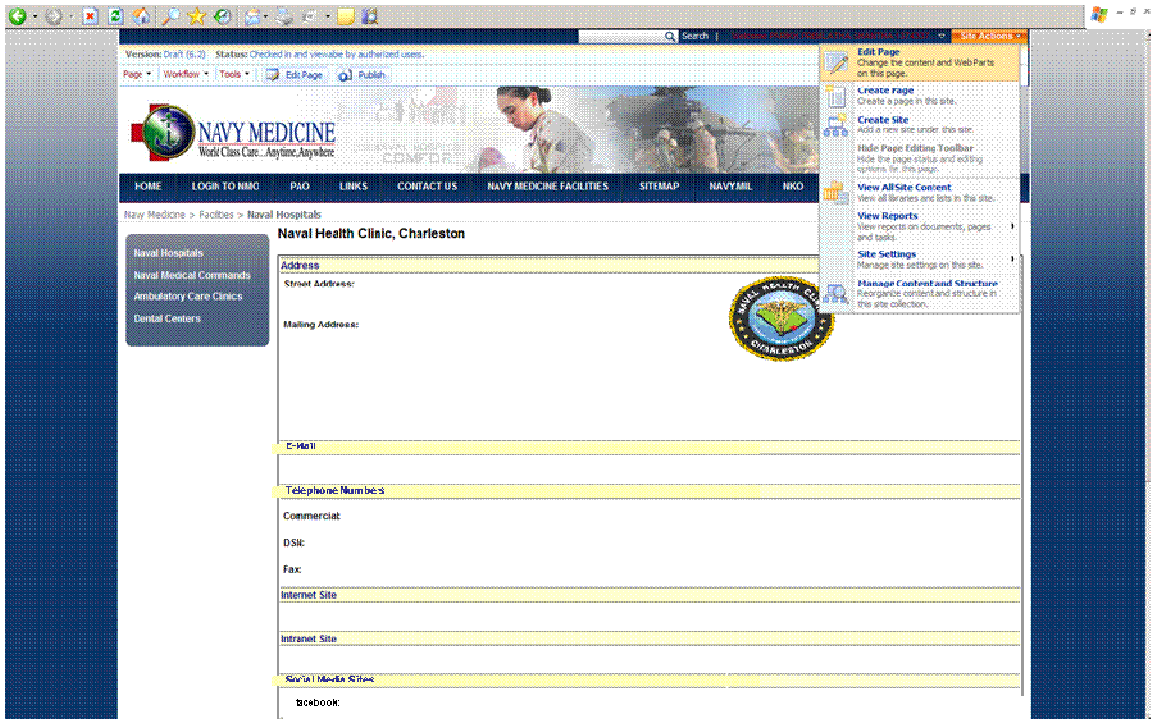 Search |
Site Actions
Version: Draft (6.2) Status: Checked in and viewable by authorized users.
Page Workflow Tools Edit Page Publish
Edit Page
Change the content and Web Parts
on this page.
Create Page
Create a page in this site.
Create Site
Add a new site under this site.
Hide Page Editing Toolbar
Hide the page status and editing
options for this page.
View All Site Content
View all libraries and lists in this site.
View Reports
View reports on documents, pages
and tasks.
Site Settings
Manage site settings on this site.
Manage Content and Structure
Reorganize content and structure in
this site collection.
NAVY MEDICINE
World Class Care... Anytime, Anywhere
HOME LOGIN TO NMO PAO LINKS CONTACT US NAVY MEDICINE FACILITIES SITEMAP NAVY.MIL NKO
Navy Medicine > Facilities > Naval Hospitals
Naval Hospitals
Naval Medical Commands
Ambulatory Care Clinics
Dental Centers
Naval Health Clinic, Charleston
Address
Street Address:
Mailing Address:
NAVAL HEALTH CLINIC
CHARLESTON
E-Mail
Telephone Numbers
Commercial:
DSN:
Fax:
Internet Site
Intranet Site
Social Media Sites
facebook: